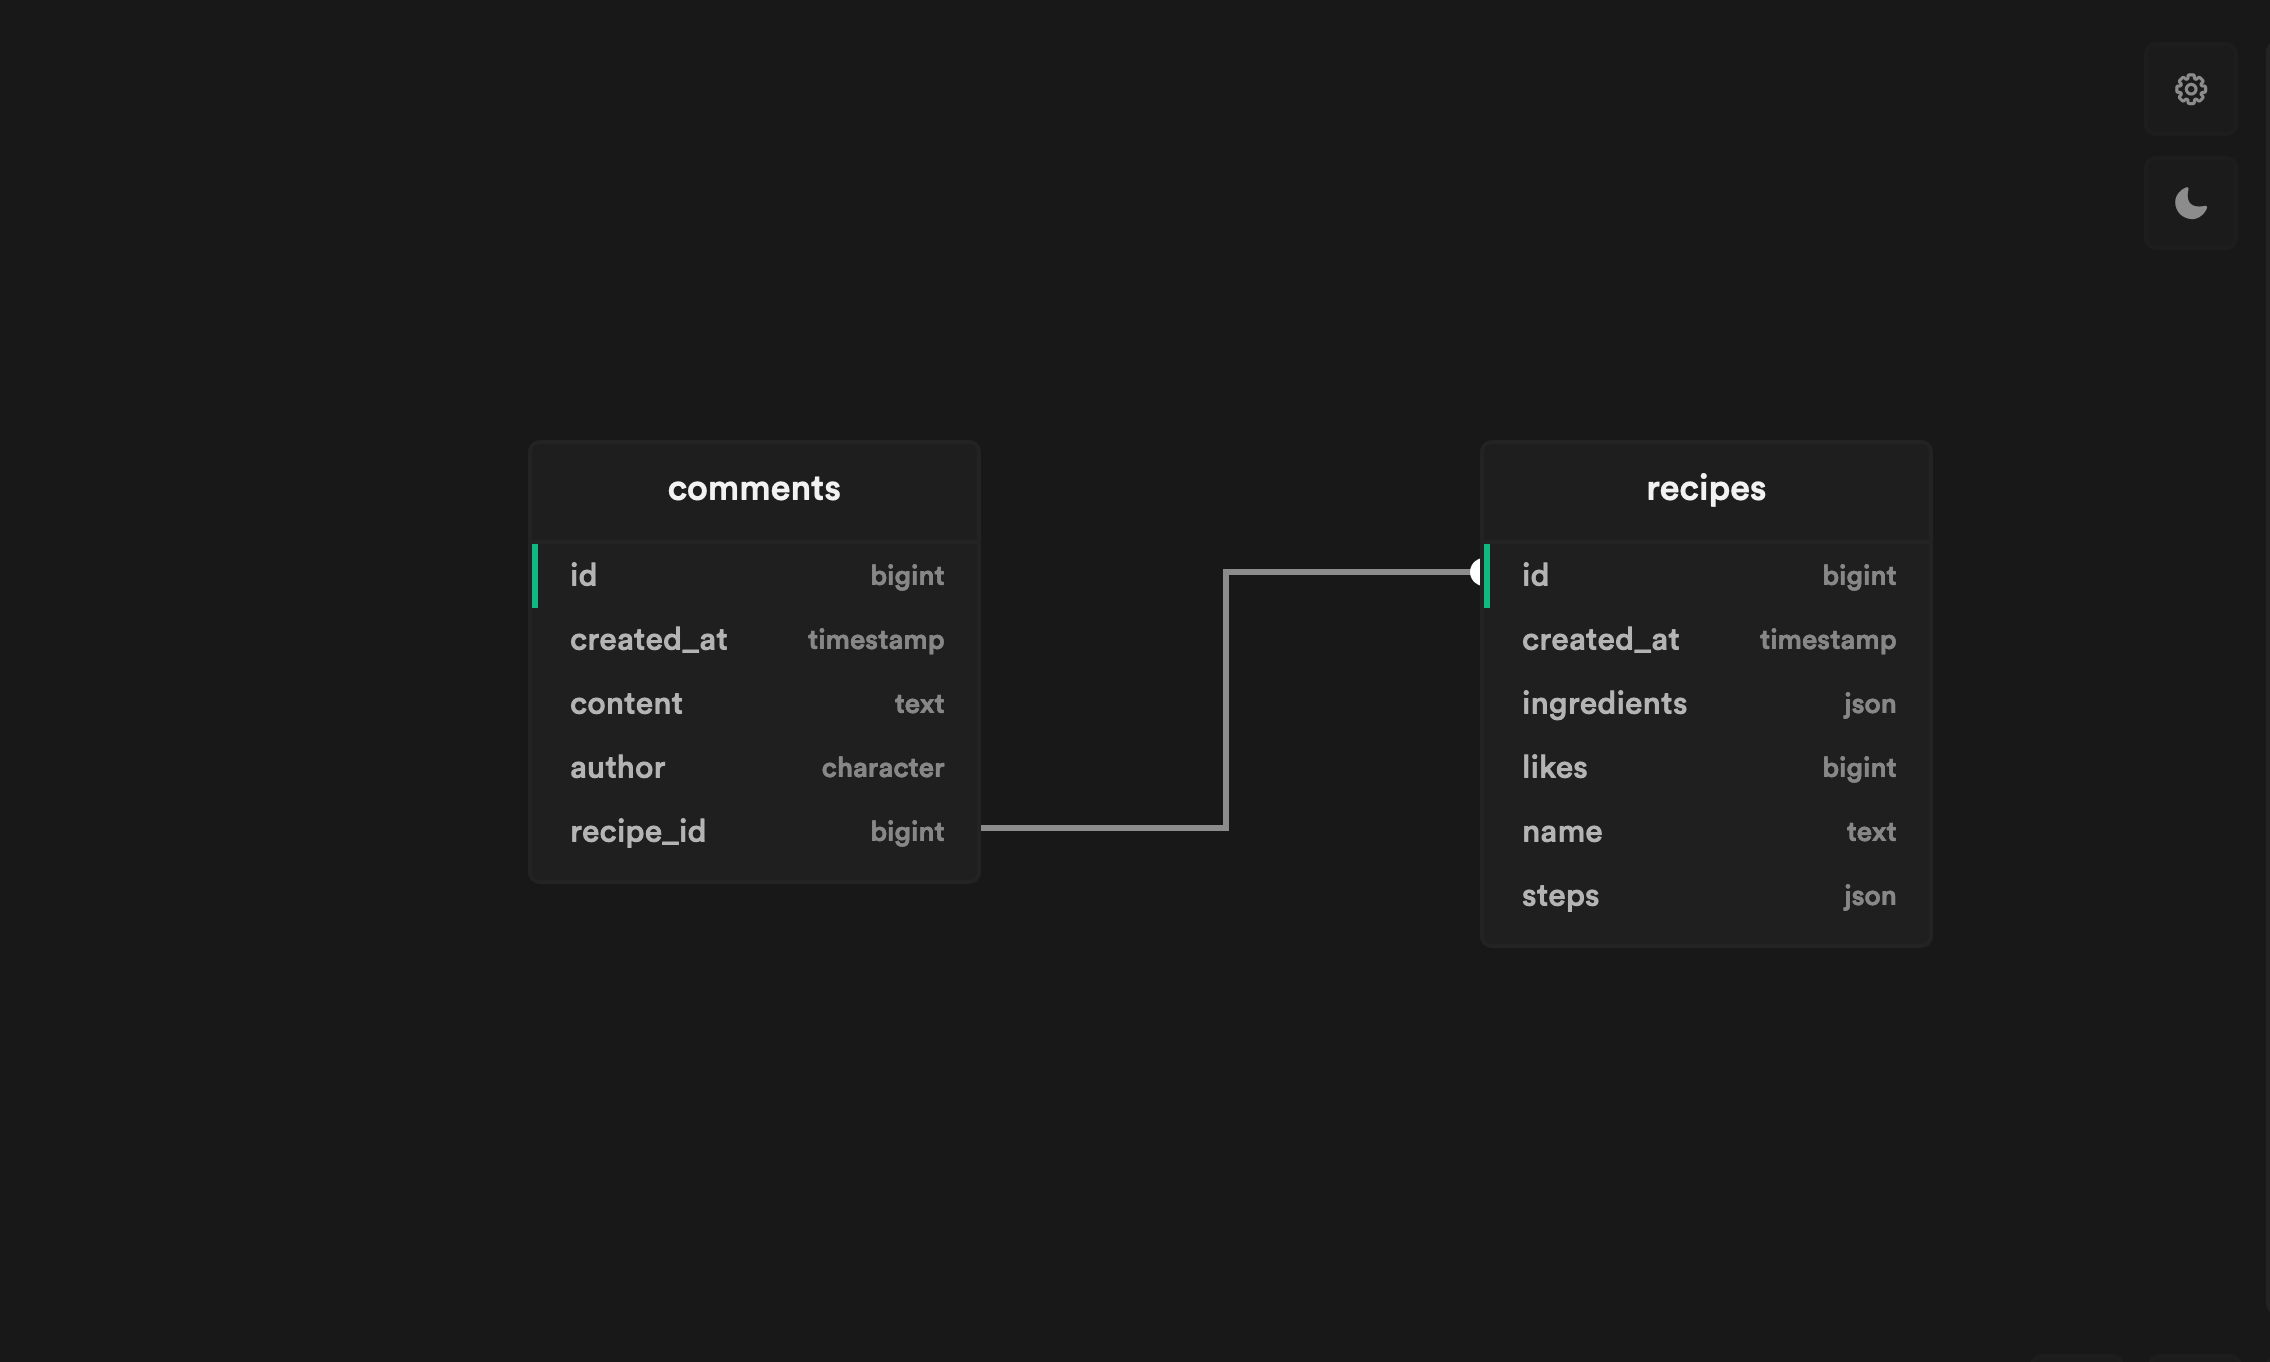 comments
id bigint
created_at timestamp
content text
author character
recipe_id bigint
recipes
id bigint
created_at timestamp
ingredients json
likes bigint
name text
steps json